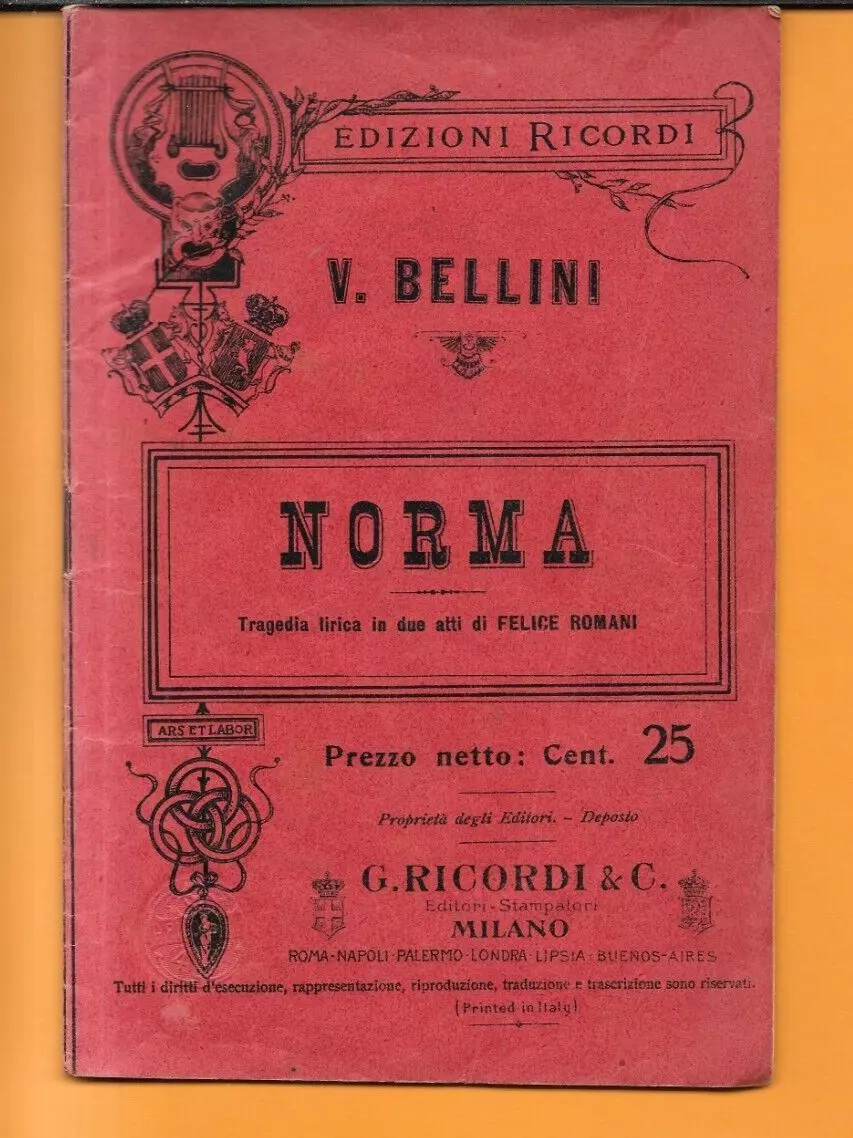 EDIZIONI RICORDI
V. BELLINI
NORMA
Tragedia lirica in due atti di FELICE ROMANI
ARS ET LABOR
Prezzo netto: Cent. 25
Proprietà degli Editori. - Deposto
G. RICORDI & C.
Editori-Stampatori
MILANO
ROMA-NAPOLI-PALERMO-LONDRA-LIPSIA-BUENOS-AIRES
Tutti i diritti d'esecuzione, rappresentazione, riproduzione, traduzione e trascrizione sono riservati.
(Printed in Italy)